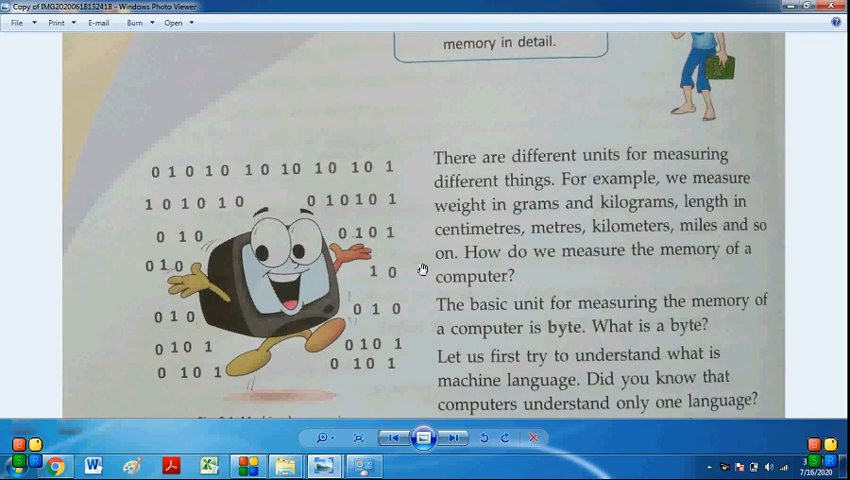 Copy of IMG20200618132418 - Windows Photo Viewer
File Print E-mail Burn Open
memory in detail.
0 1 0 1 0 1 0 1 0 1 0 1 0 1
1 0 1 0 1 0 0 1 0 1 0 1
0 1 0 0 1 0 1
0 1 0 1 0
0 1 0 0 1 0
0 1 0 1 0 1 0 1
0 1 0 1 0 1 0 1
There are different units for measuring
different things. For example, we measure
weight in grams and kilograms, length in
centimetres, metres, kilometers, miles and so
on. How do we measure the memory of a
computer?
The basic unit for measuring the memory of
a computer is byte. What is a byte?
Let us first try to understand what is
machine language. Did you know that
computers understand only one language?
7/16/2020